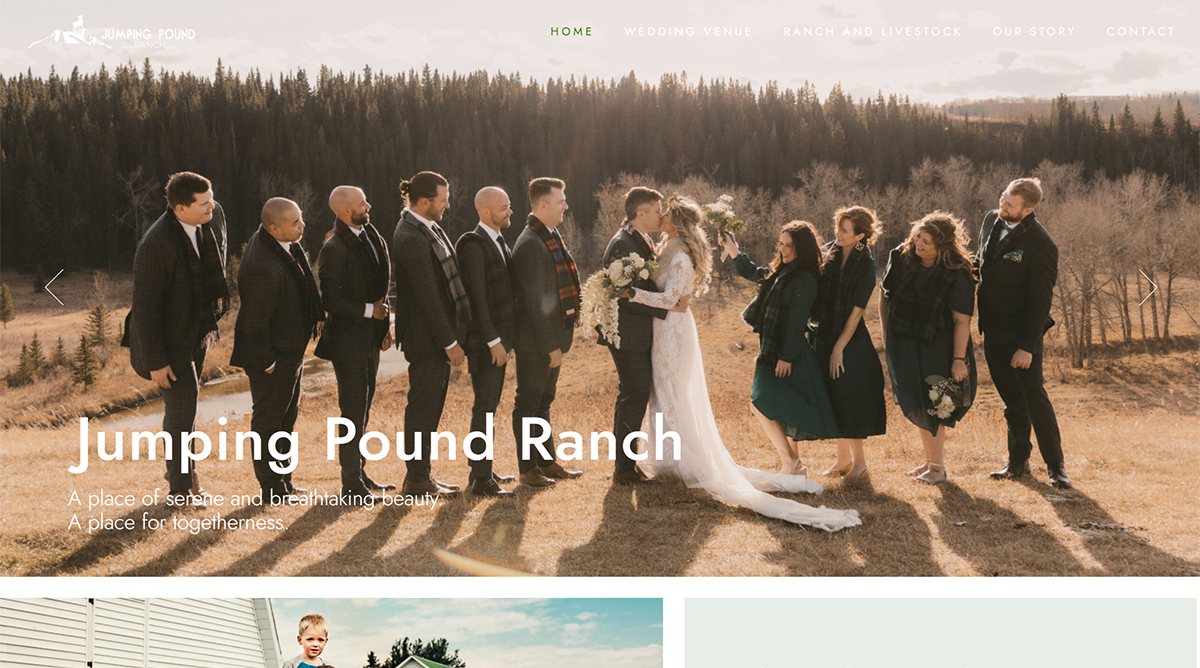 JUMPING POUND
RANCH
HOME
WEDDING VENUE
RANCH AND LIVESTOCK
OUR STORY
CONTACT
Jumping Pound Ranch
A place of serene and breathtaking beauty
A place for togetherness.